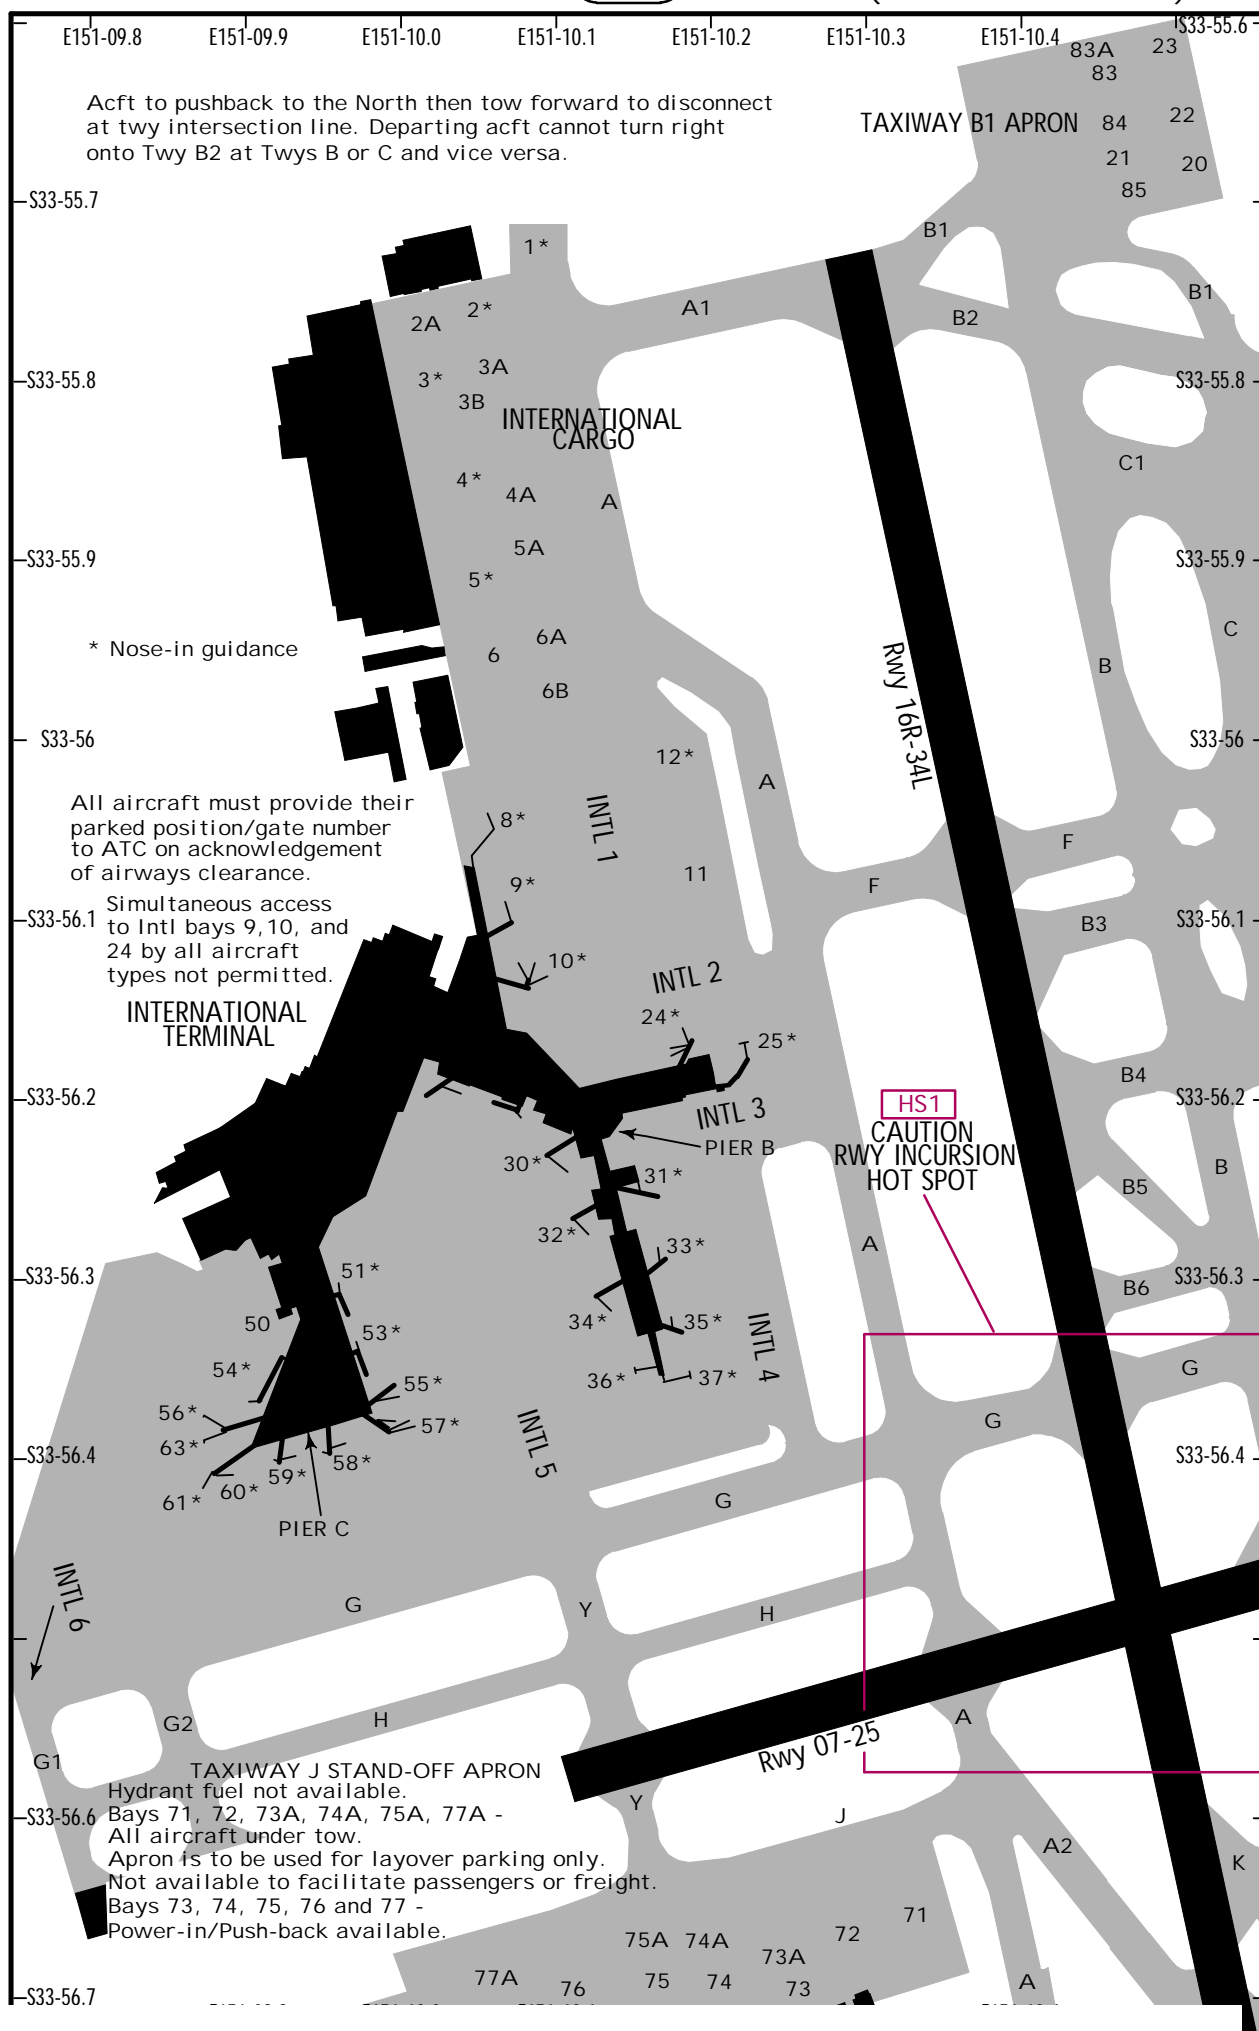 E151-09.8 E151-09.9 E151-10.0 E151-10.1 E151-10.2 E151-10.3 E151-10.4 S33-55.6
83A 23
83
Acft to pushback to the North then tow forward to disconnect
at twy intersection line. Departing acft cannot turn right
onto Twy B2 at Twys B or C and vice versa.
TAXIWAY B1 APRON
84 22
21 20
85
S33-55.7
B1
1*
B1
A1
2*
2A
B2
3A
3*
S33-55.8 S33-55.8
3B
INTERNATIONAL
CARGO
C1
4*
4A
A
5A
S33-55.9 S33-55.9
5*
C
6A
* Nose-in guidance
6
B
6B
Rwy 16R-34L
S33-56 S33-56
12*
A
All aircraft must provide their
parked position/gate number
to ATC on acknowledgement
of airways clearance.
8*
INTL 1
F
11
9*
F
Simultaneous access
to Intl bays 9,10, and
24 by all aircraft
types not permitted.
S33-56.1 S33-56.1
B3
10*
INTL 2
INTERNATIONAL
TERMINAL
24*
25*
B4
S33-56.2 S33-56.2
HS1
CAUTION
RWY INCURSION
HOT SPOT
INTL 3
PIER B
30*
31*
B
B5
32*
33*
A
51*
S33-56.3 S33-56.3
B6
50
34*
35*
53*
INTL 4
54*
G
36*
37*
55*
56*
57*
G
63*
INTL 5
S33-56.4 S33-56.4
58*
59*
60*
61*
G
PIER C
INTL 6
G
Y
H
G2
H
A
Rwy 07-25
G1
TAXIWAY J STAND-OFF APRON
Hydrant fuel not available.
Bays 71, 72, 73A, 74A, 75A, 77A -
All aircraft under tow.
Apron is to be used for layover parking only.
Not available to facilitate passengers or freight.
Bays 73, 74, 75, 76 and 77 -
Power-in/Push-back available.
Y
S33-56.6
J
A2
K
71
72
75A 74A
73A
77A
76
75
74
73
A
S33-56.7